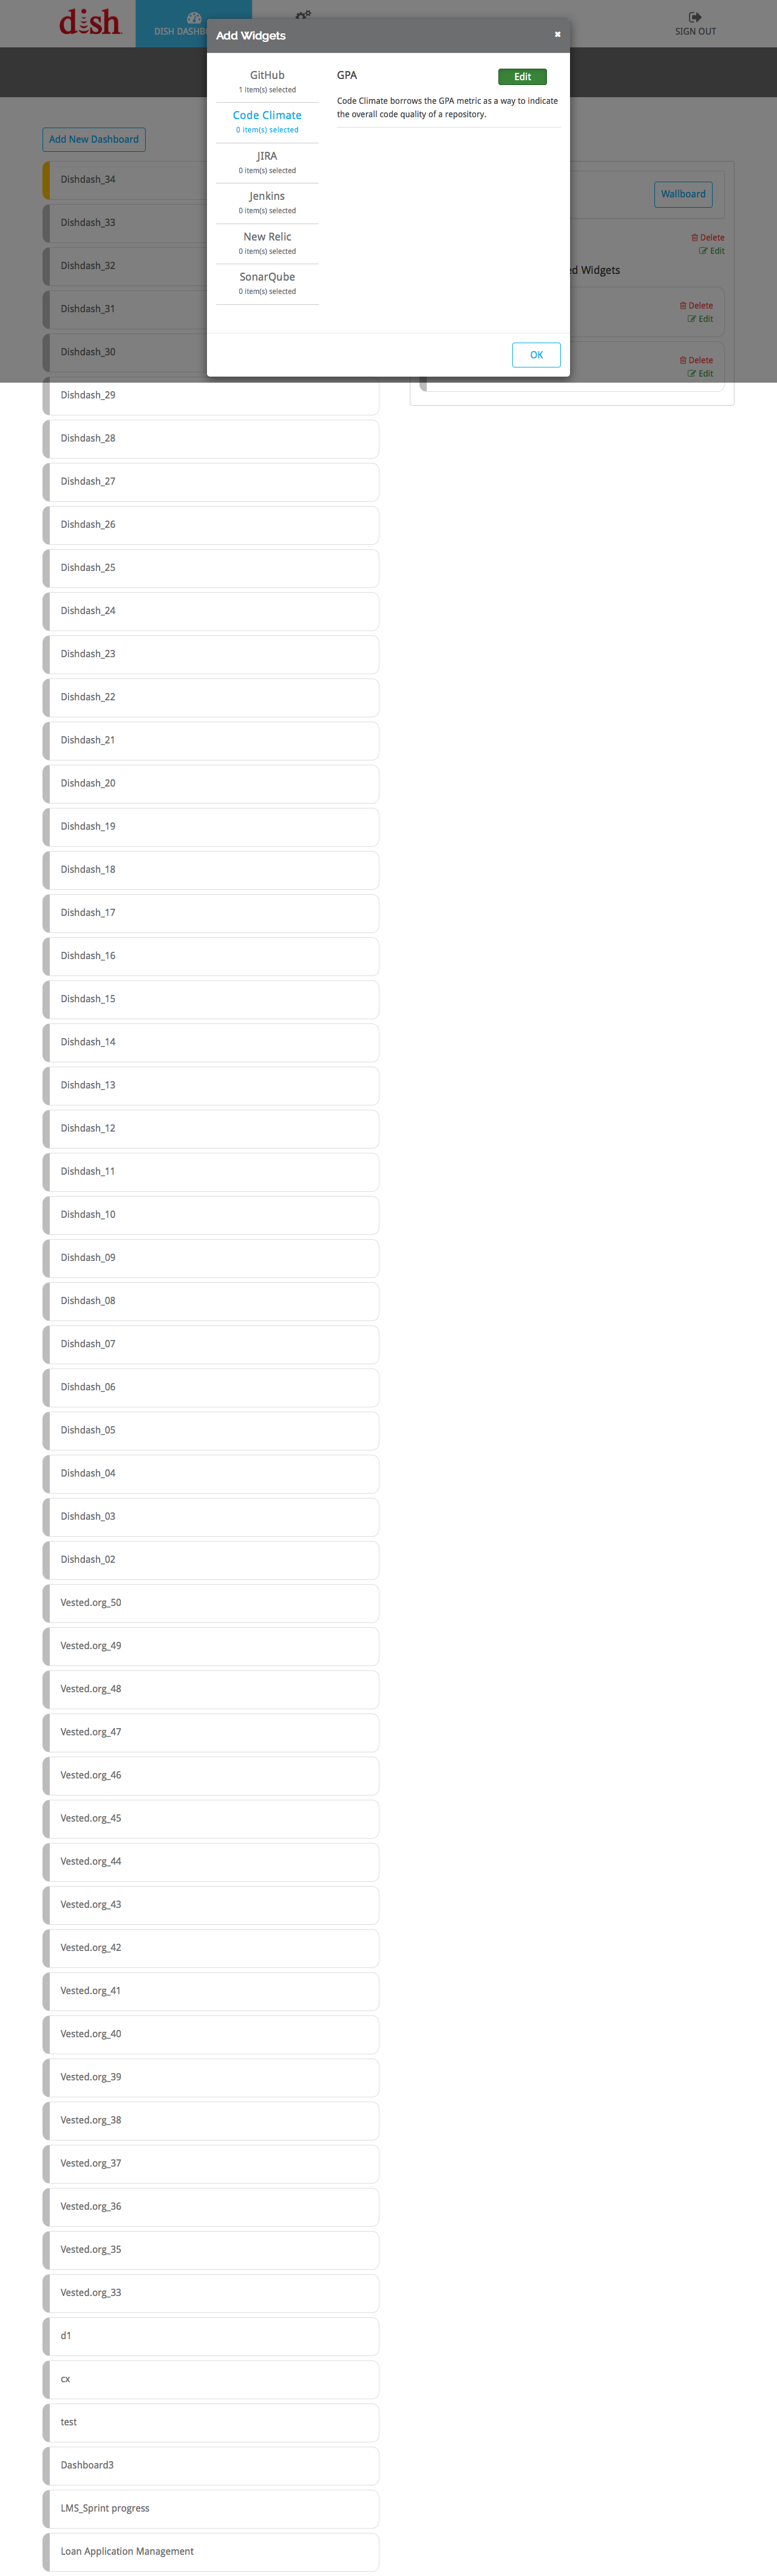 dish
DISH DASHB
SIGN OUT
Add Widgets
GitHub
1 item(s) selected
Code Climate
0 item(s) selected
JIRA
0 item(s) selected
Jenkins
0 item(s) selected
New Relic
0 item(s) selected
SonarQube
0 item(s) selected
GPA
Edit
Code Climate borrows the GPA metric as a way to indicate
the overall code quality of a repository.
OK
Add New Dashboard
Wallboard
Delete
Edit
ed Widgets
Delete
Edit
Delete
Edit
Dishdash_34
Dishdash_33
Dishdash_32
Dishdash_31
Dishdash_30
Dishdash_29
Dishdash_28
Dishdash_27
Dishdash_26
Dishdash_25
Dishdash_24
Dishdash_23
Dishdash_22
Dishdash_21
Dishdash_20
Dishdash_19
Dishdash_18
Dishdash_17
Dishdash_16
Dishdash_15
Dishdash_14
Dishdash_13
Dishdash_12
Dishdash_11
Dishdash_10
Dishdash_09
Dishdash_08
Dishdash_07
Dishdash_06
Dishdash_05
Dishdash_04
Dishdash_03
Dishdash_02
Vested.org_50
Vested.org_49
Vested.org_48
Vested.org_47
Vested.org_46
Vested.org_45
Vested.org_44
Vested.org_43
Vested.org_42
Vested.org_41
Vested.org_40
Vested.org_39
Vested.org_38
Vested.org_37
Vested.org_36
Vested.org_35
Vested.org_33
d1
cx
test
Dashboard3
LMS_Sprint progress
Loan Application Management